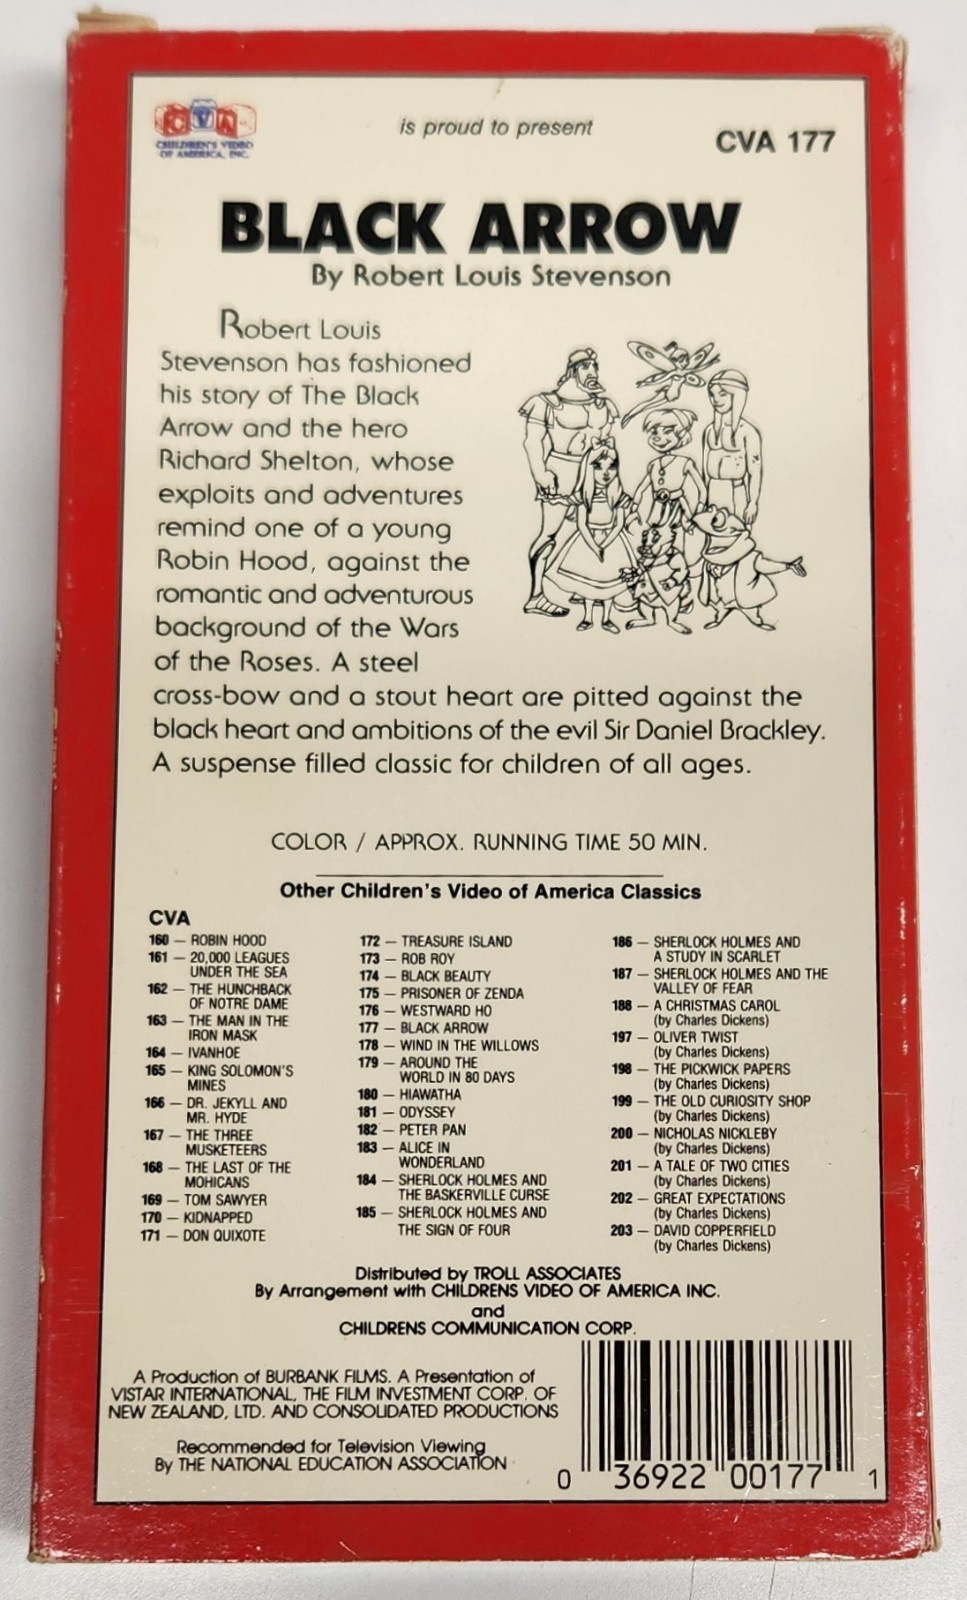 CVA
CHILDREN'S VIDEO
OF AMERICA, INC.
is proud to present
CVA 177
BLACK ARROW
By Robert Louis Stevenson
Robert Louis
Stevenson has fashioned
his story of The Black
Arrow and the hero
Richard Shelton, whose
exploits and adventures
remind one of a young
Robin Hood, against the
romantic and adventurous
background of the Wars
of the Roses. A steel
cross-bow and a stout heart are pitted against the
black heart and ambitions of the evil Sir Daniel Brackley.
A suspense filled classic for children of all ages.
COLOR / APPROX. RUNNING TIME 50 MIN.
Other Children's Video of America Classics
CVA
160 — ROBIN HOOD
161 — 20,000 LEAGUES
UNDER THE SEA
162 — THE HUNCHBACK
OF NOTRE DAME
163 — THE MAN IN THE
IRON MASK
164 — IVANHOE
165 — KING SOLOMON'S
MINES
166 — DR. JEKYLL AND
MR. HYDE
167 — THE THREE
MUSKETEERS
168 — THE LAST OF THE
MOHICANS
169 — TOM SAWYER
170 — KIDNAPPED
171 — DON QUIXOTE
172 — TREASURE ISLAND
173 — ROB ROY
174 — BLACK BEAUTY
175 — PRISONER OF ZENDA
176 — WESTWARD HO
177 — BLACK ARROW
178 — WIND IN THE WILLOWS
179 — AROUND THE
WORLD IN 80 DAYS
180 — HIAWATHA
181 — ODYSSEY
182 — PETER PAN
183 — ALICE IN
WONDERLAND
184 — SHERLOCK HOLMES AND
THE BASKERVILLE CURSE
185 — SHERLOCK HOLMES AND
THE SIGN OF FOUR
186 — SHERLOCK HOLMES AND
A STUDY IN SCARLET
187 — SHERLOCK HOLMES AND THE
VALLEY OF FEAR
188 — A CHRISTMAS CAROL
(by Charles Dickens)
197 — OLIVER TWIST
(by Charles Dickens)
198 — THE PICKWICK PAPERS
(by Charles Dickens)
199 — THE OLD CURIOSITY SHOP
(by Charles Dickens)
200 — NICHOLAS NICKLEBY
(by Charles Dickens)
201 — A TALE OF TWO CITIES
(by Charles Dickens)
202 — GREAT EXPECTATIONS
(by Charles Dickens)
203 — DAVID COPPERFIELD
(by Charles Dickens)
Distributed by TROLL ASSOCIATES
By Arrangement with CHILDRENS VIDEO OF AMERICA INC.
and
CHILDRENS COMMUNICATION CORP.
A Production of BURBANK FILMS. A Presentation of
VISTAR INTERNATIONAL, THE FILM INVESTMENT CORP. OF
NEW ZEALAND, LTD. AND CONSOLIDATED PRODUCTIONS
Recommended for Television Viewing
By THE NATIONAL EDUCATION ASSOCIATION
0 36922 00177 1